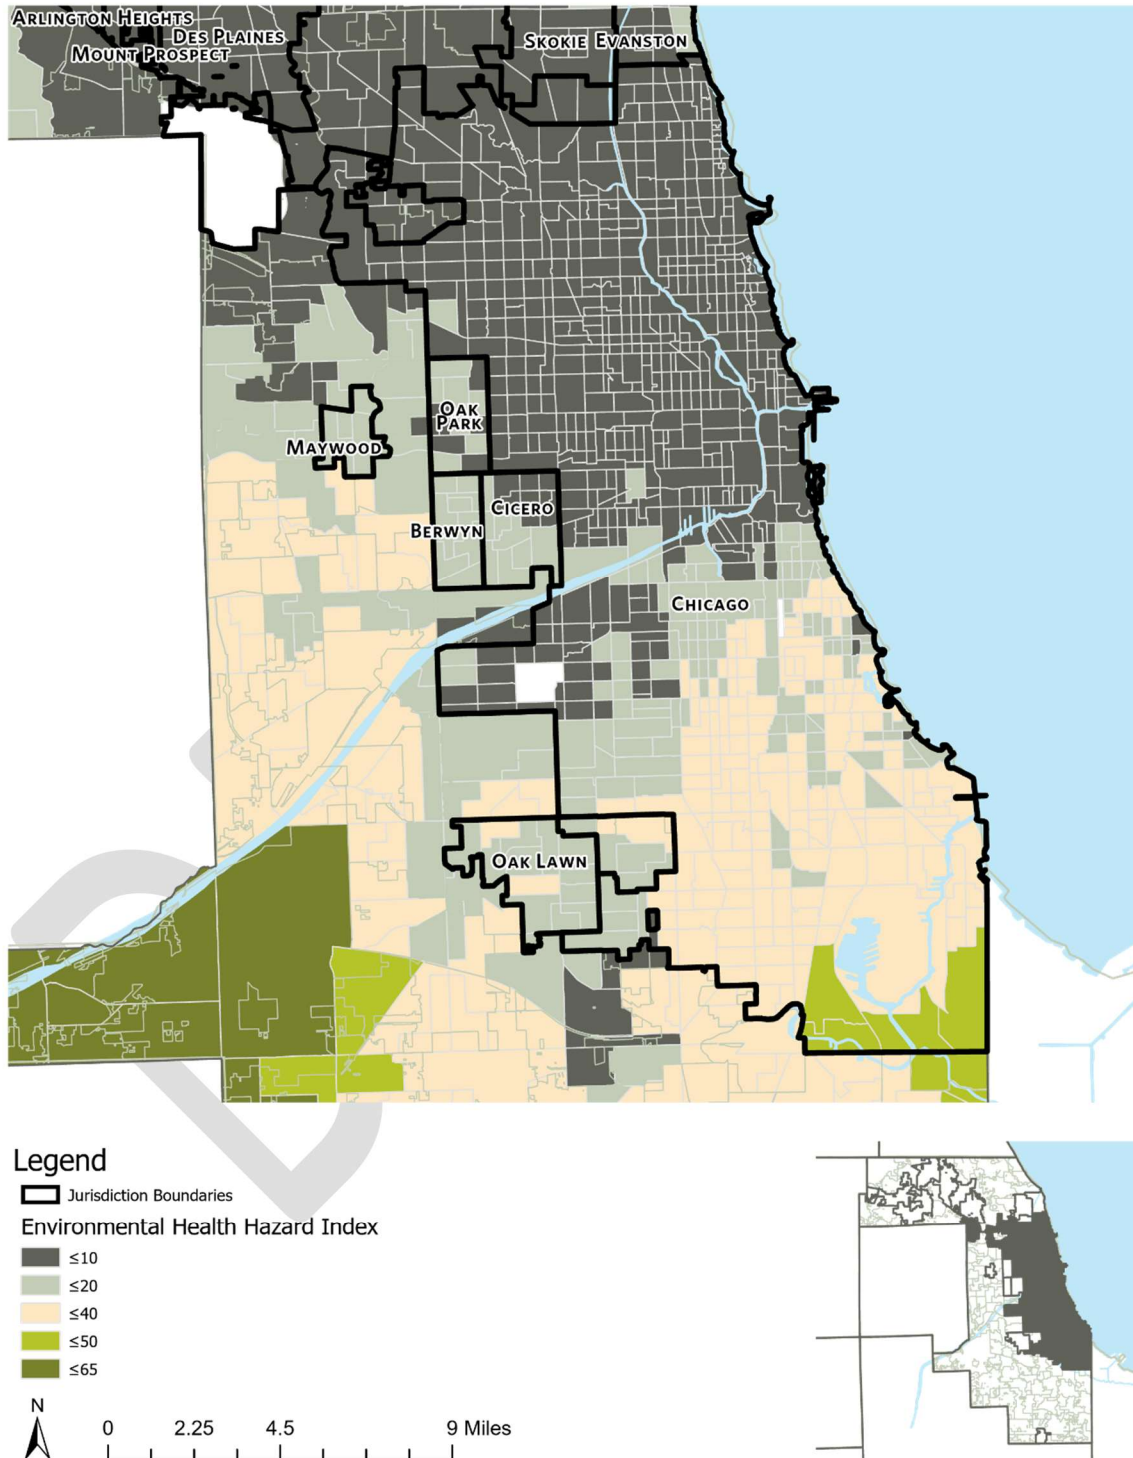 ARLINGTON HEIGHTS
DES PLAINES
MOUNT PROSPECT
SKOKIE EVANSTON
OAK
PARK
MAYWOOD
CICERO
BERWYN
CHICAGO
OAK LAWN
Legend
Jurisdiction Boundaries
Environmental Health Hazard Index
≤10
≤20
≤40
≤50
≤65
N
0 2.25 4.5 9 Miles